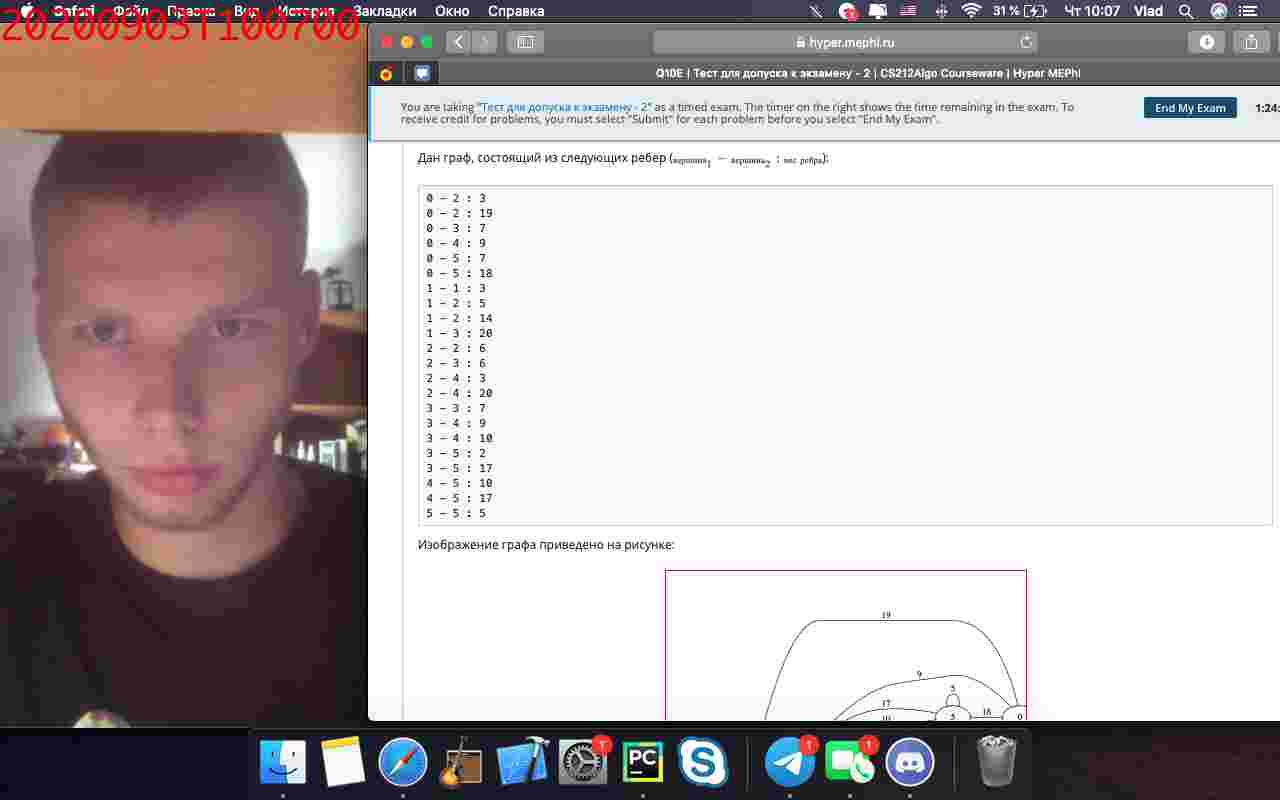 Safari Файл Правка Вид История Закладки Окно Справка 31 % Чт 10:07 Vlad
20200903T100700
hyper.mephi.ru
Q10E | Тест для допуска к экзамену - 2 | CS212Algo Courseware | Hyper MEPhI
You are taking "Тест для допуска к экзамену - 2" as a timed exam. The timer on the right shows the time remaining in the exam. To
receive credit for problems, you must select "Submit" for each problem before you select "End My Exam".
End My Exam
1:24:
Дан граф, состоящий из следующих рёбер (вершина1 − вершина2 : вес ребра):
0 – 2 : 3
0 – 2 : 19
0 – 3 : 7
0 – 4 : 9
0 – 5 : 7
0 – 5 : 18
1 – 1 : 3
1 – 2 : 5
1 – 2 : 14
1 – 3 : 20
2 – 2 : 6
2 – 3 : 6
2 – 4 : 3
2 – 4 : 20
3 – 3 : 7
3 – 4 : 9
3 – 4 : 10
3 – 5 : 2
3 – 5 : 17
4 – 5 : 10
4 – 5 : 17
5 – 5 : 5
Изображение графа приведено на рисунке:
19
9
5
17
18
10
5
0
PC
1
1
1